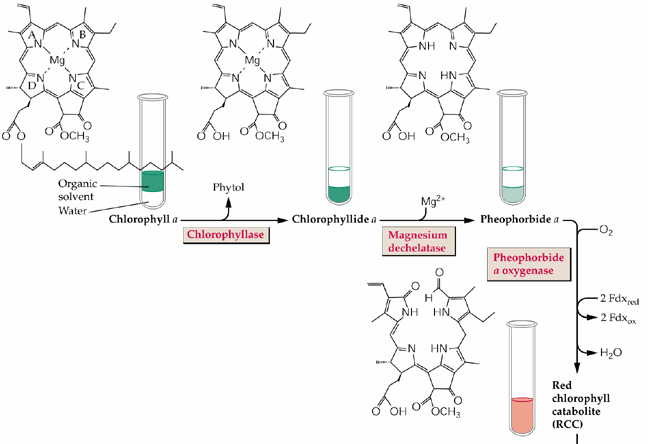 A
B
N
N
Mg
N
N
D
C
O
O
O
C
OCH₃
O
N
N
Mg
N
N
O
OH
O
C
OCH₃
O
NH
N
N
HN
O
OH
O
C
OCH₃
O
Organic
solvent
Water
Chlorophyll a
Phytol
Chlorophyllase
Chlorophyllide a
Mg²⁺
Magnesium
dechelatase
Pheophorbide a
Pheophorbide
a oxygenase
O₂
2 Fdxred
2 Fdxox
H₂O
Red
chlorophyll
catabolite
(RCC)
O
H
O
NH
HN
N
HN
O
OH
O
C
OCH₃
O